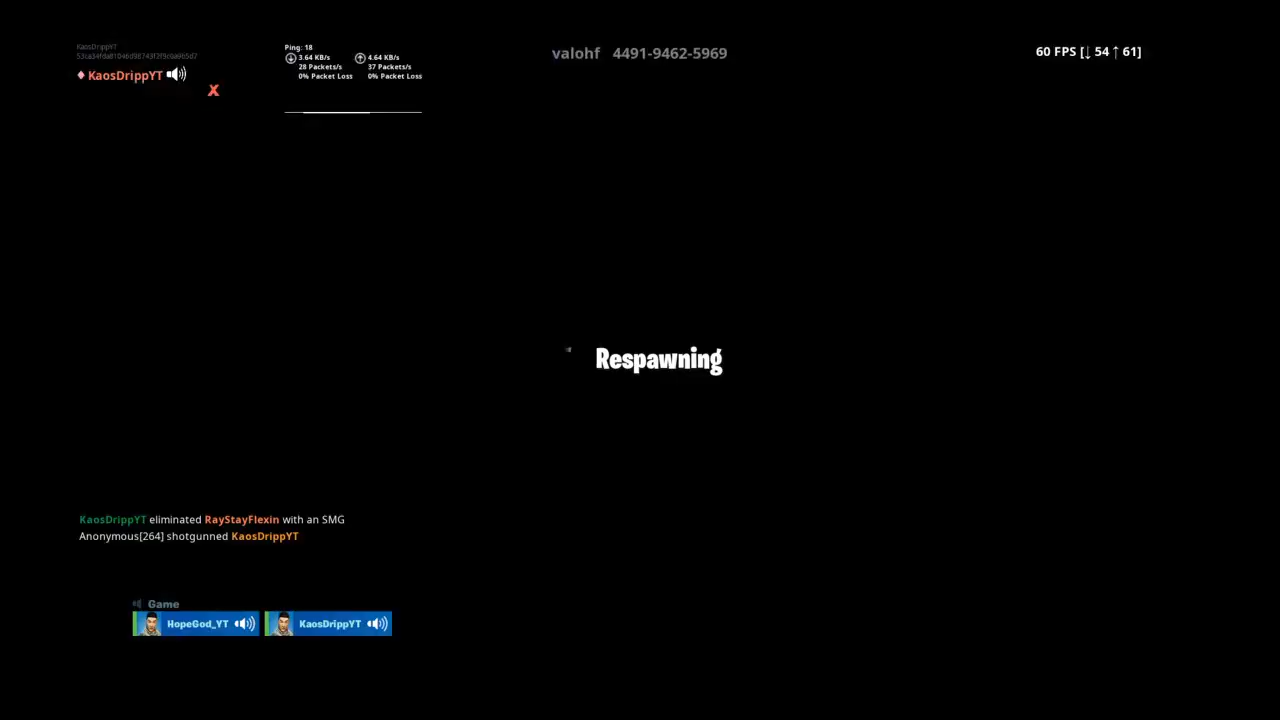 KaosDrippYT
KaosDrippYT
X
Ping: 18
3.64 KB/s 4.64 KB/s
28 Packets/s 37 Packets/s
0% Packet Loss 0% Packet Loss
valohf 4491-9462-5969
60 FPS [↓ 54 ↑ 61]
Respawning
KaosDrippYT eliminated RayStayFlexin with an SMG
Anonymous[264] shotgunned KaosDrippYT
Game
HopeGod_YT KaosDrippYT